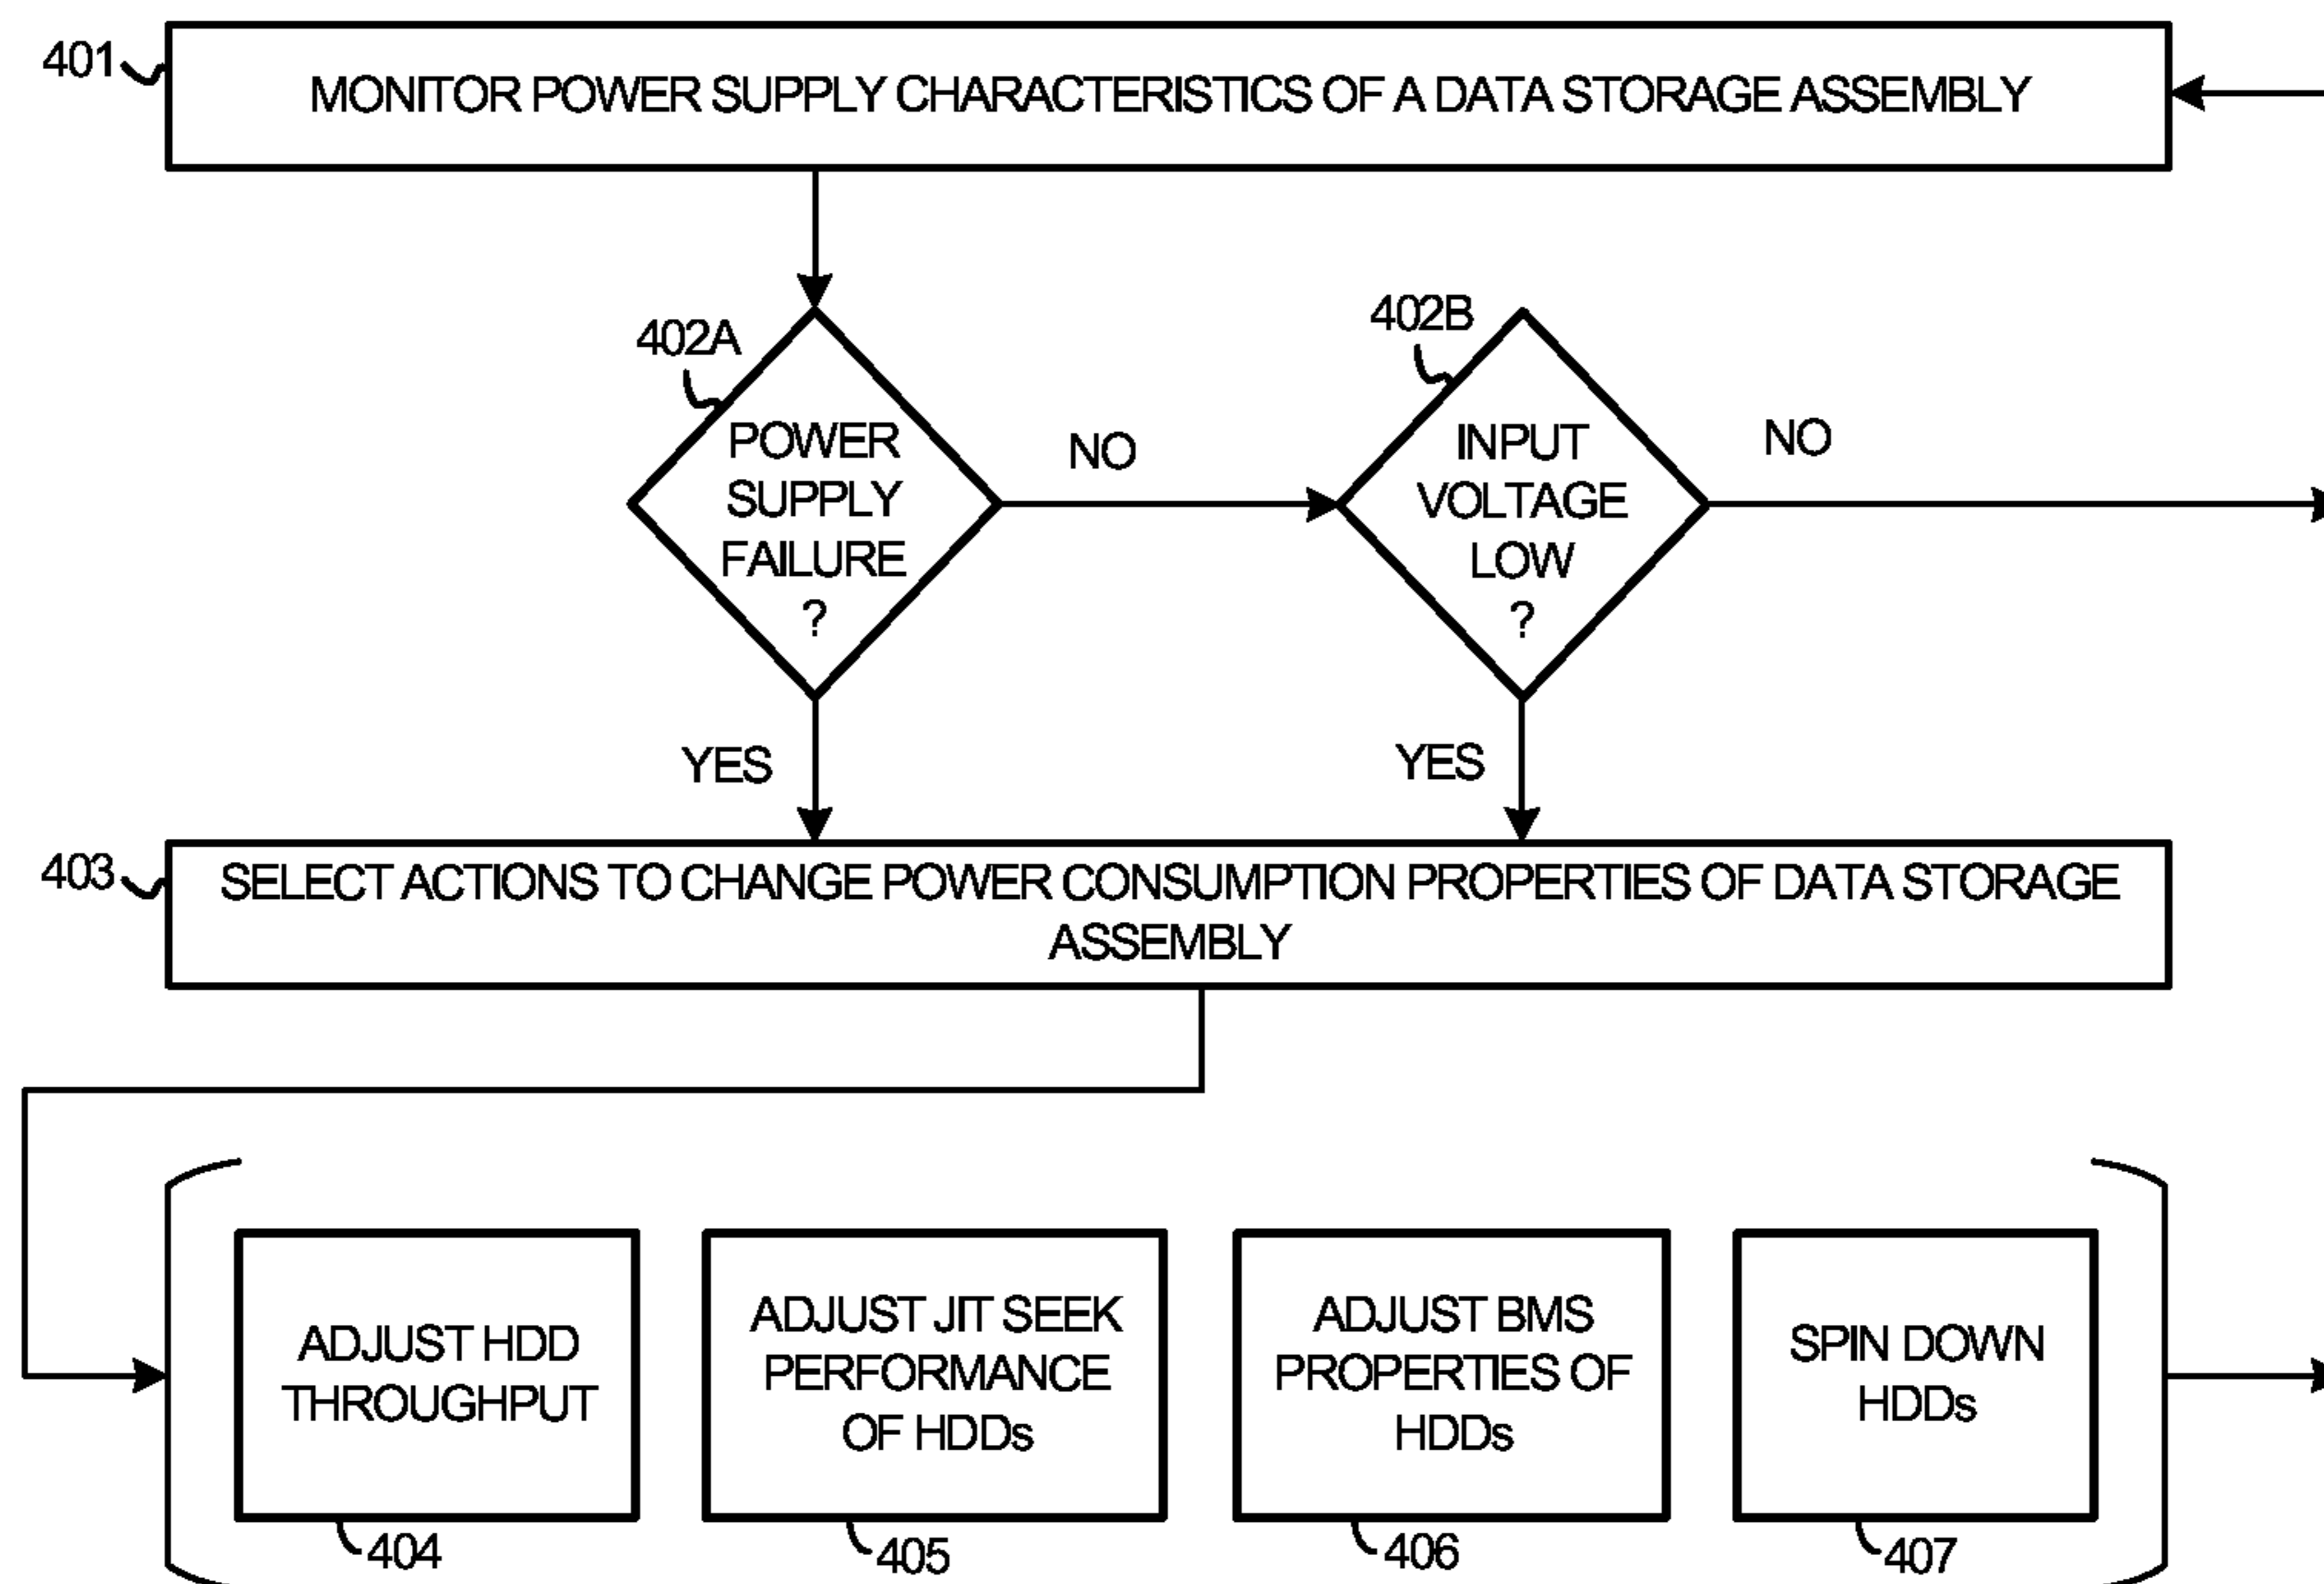 401
MONITOR POWER SUPPLY CHARACTERISTICS OF A DATA STORAGE ASSEMBLY
402A
POWER
SUPPLY
FAILURE
?
NO
402B
INPUT
VOLTAGE
LOW
?
NO
YES
YES
403
SELECT ACTIONS TO CHANGE POWER CONSUMPTION PROPERTIES OF DATA STORAGE
ASSEMBLY
ADJUST HDD
THROUGHPUT
404
ADJUST JIT SEEK
PERFORMANCE
OF HDDs
405
ADJUST BMS
PROPERTIES OF
HDDs
406
SPIN DOWN
HDDs
407